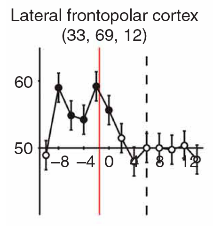 Lateral frontopolar cortex
(33, 69, 12)
60
50
-8 -4 0 4 8 12